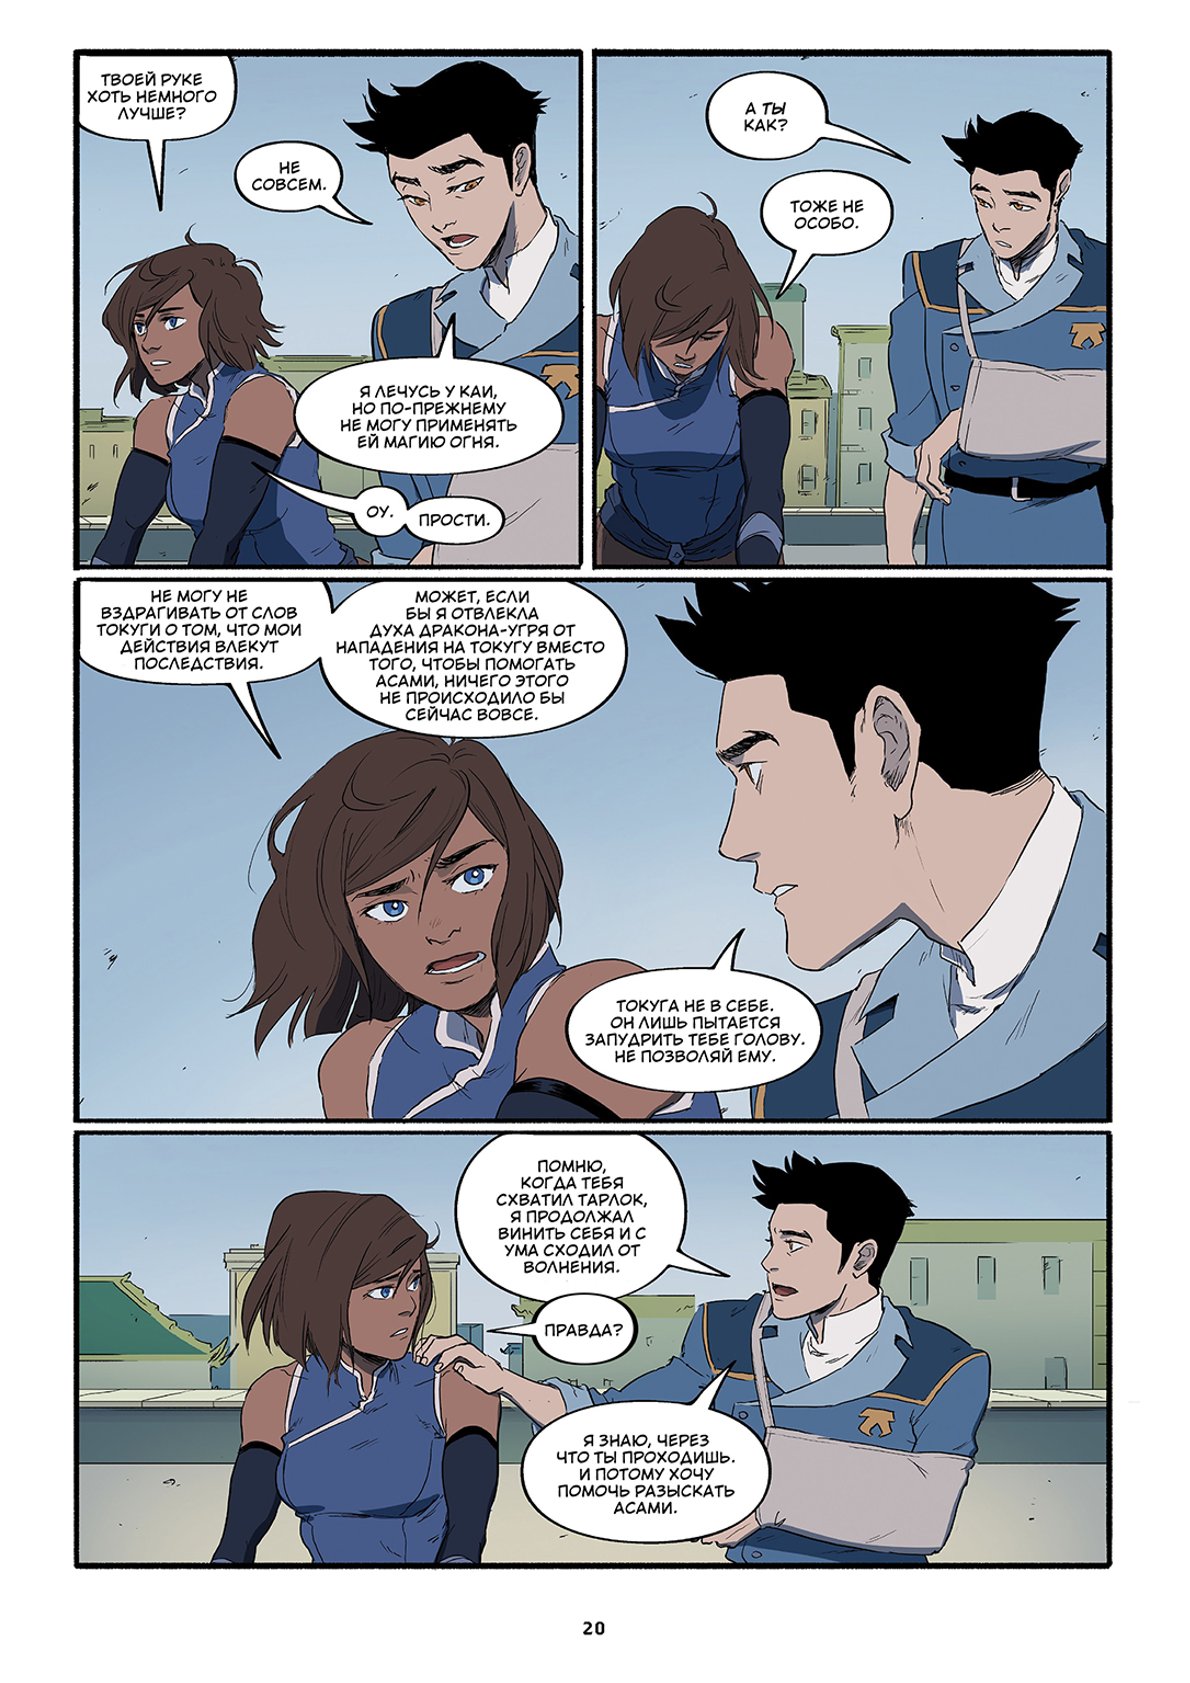 ТВОЕЙ РУКЕ
ХОТЬ НЕМНОГО
ЛУЧШЕ?
НЕ
СОВСЕМ.
Я ЛЕЧУСЬ У КАИ,
НО ПО-ПРЕЖНЕМУ
НЕ МОГУ ПРИМЕНЯТЬ
ЕЙ МАГИЮ ОГНЯ.
ОУ.
ПРОСТИ.
А ТЫ
КАК?
ТОЖЕ НЕ
ОСОБО.
НЕ МОГУ НЕ
ВЗДРАГИВАТЬ ОТ СЛОВ
ТОКУГИ О ТОМ, ЧТО МОИ
ДЕЙСТВИЯ ВЛЕКУТ
ПОСЛЕДСТВИЯ.
МОЖЕТ, ЕСЛИ
БЫ Я ОТВЛЕКЛА
ДУХА ДРАКОНА-УГРЯ ОТ
НАПАДЕНИЯ НА ТОКУГУ ВМЕСТО
ТОГО, ЧТОБЫ ПОМОГАТЬ
АСАМИ, НИЧЕГО ЭТОГО
НЕ ПРОИСХОДИЛО БЫ
СЕЙЧАС ВОВСЕ.
ТОКУГА НЕ В СЕБЕ.
ОН ЛИШЬ ПЫТАЕТСЯ
ЗАПУДРИТЬ ТЕБЕ ГОЛОВУ.
НЕ ПОЗВОЛЯЙ ЕМУ.
ПОМНЮ,
КОГДА ТЕБЯ
СХВАТИЛ ТАРЛОК,
Я ПРОДОЛЖАЛ
ВИНИТЬ СЕБЯ И С
УМА СХОДИЛ ОТ
ВОЛНЕНИЯ.
ПРАВДА?
Я ЗНАЮ, ЧЕРЕЗ
ЧТО ТЫ ПРОХОДИШЬ.
И ПОТОМУ ХОЧУ
ПОМОЧЬ РАЗЫСКАТЬ
АСАМИ.
20